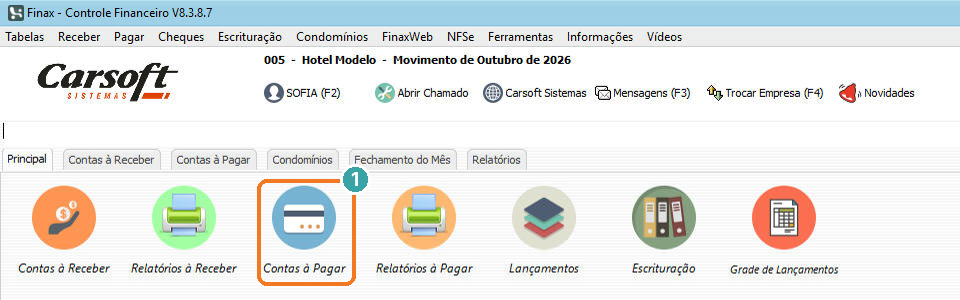 Finax - Controle Financeiro V8.3.8.7
Tabelas Receber Pagar Cheques Escrituração Condomínios FinaxWeb NFSe Ferramentas Informações Vídeos
005 - Hotel Modelo - Movimento de Outubro de 2026
Carsoft
SISTEMAS
SOFIA (F2) Abrir Chamado Carsoft Sistemas Mensagens (F3) Trocar Empresa (F4) Novidades
Principal Contas à Receber Contas à Pagar Condomínios Fechamento do Mês Relatórios
1
Contas à Receber Relatórios à Receber Contas à Pagar Relatórios à Pagar Lançamentos Escrituração Grade de Lançamentos